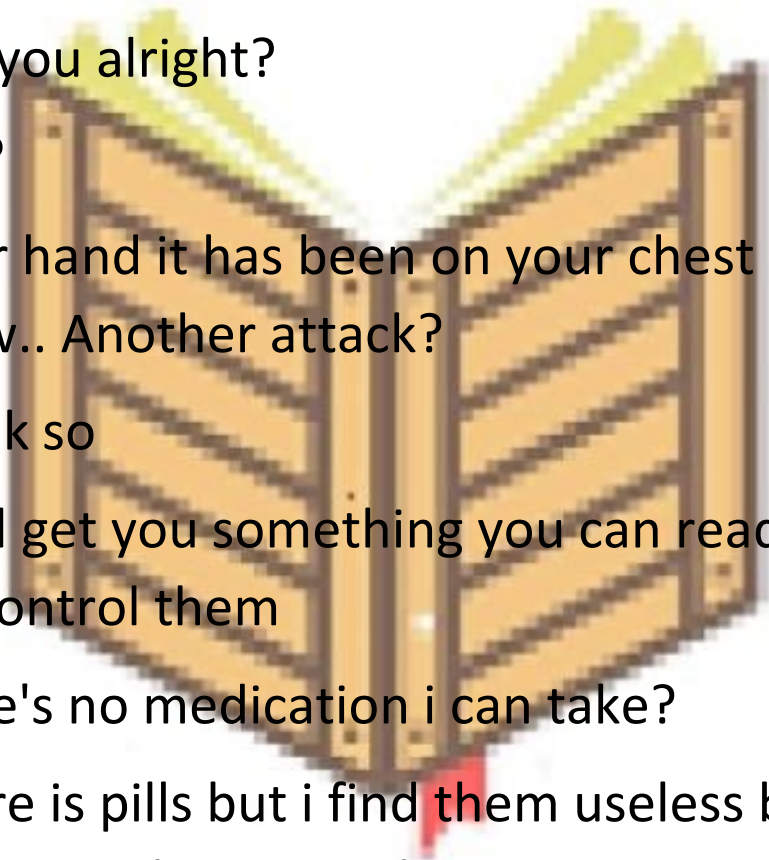 you alright?
?
r hand it has been on your chest
w.. Another attack?
k so
l get you something you can read
ontrol them
e's no medication i can take?
re is pills but i find them useless b